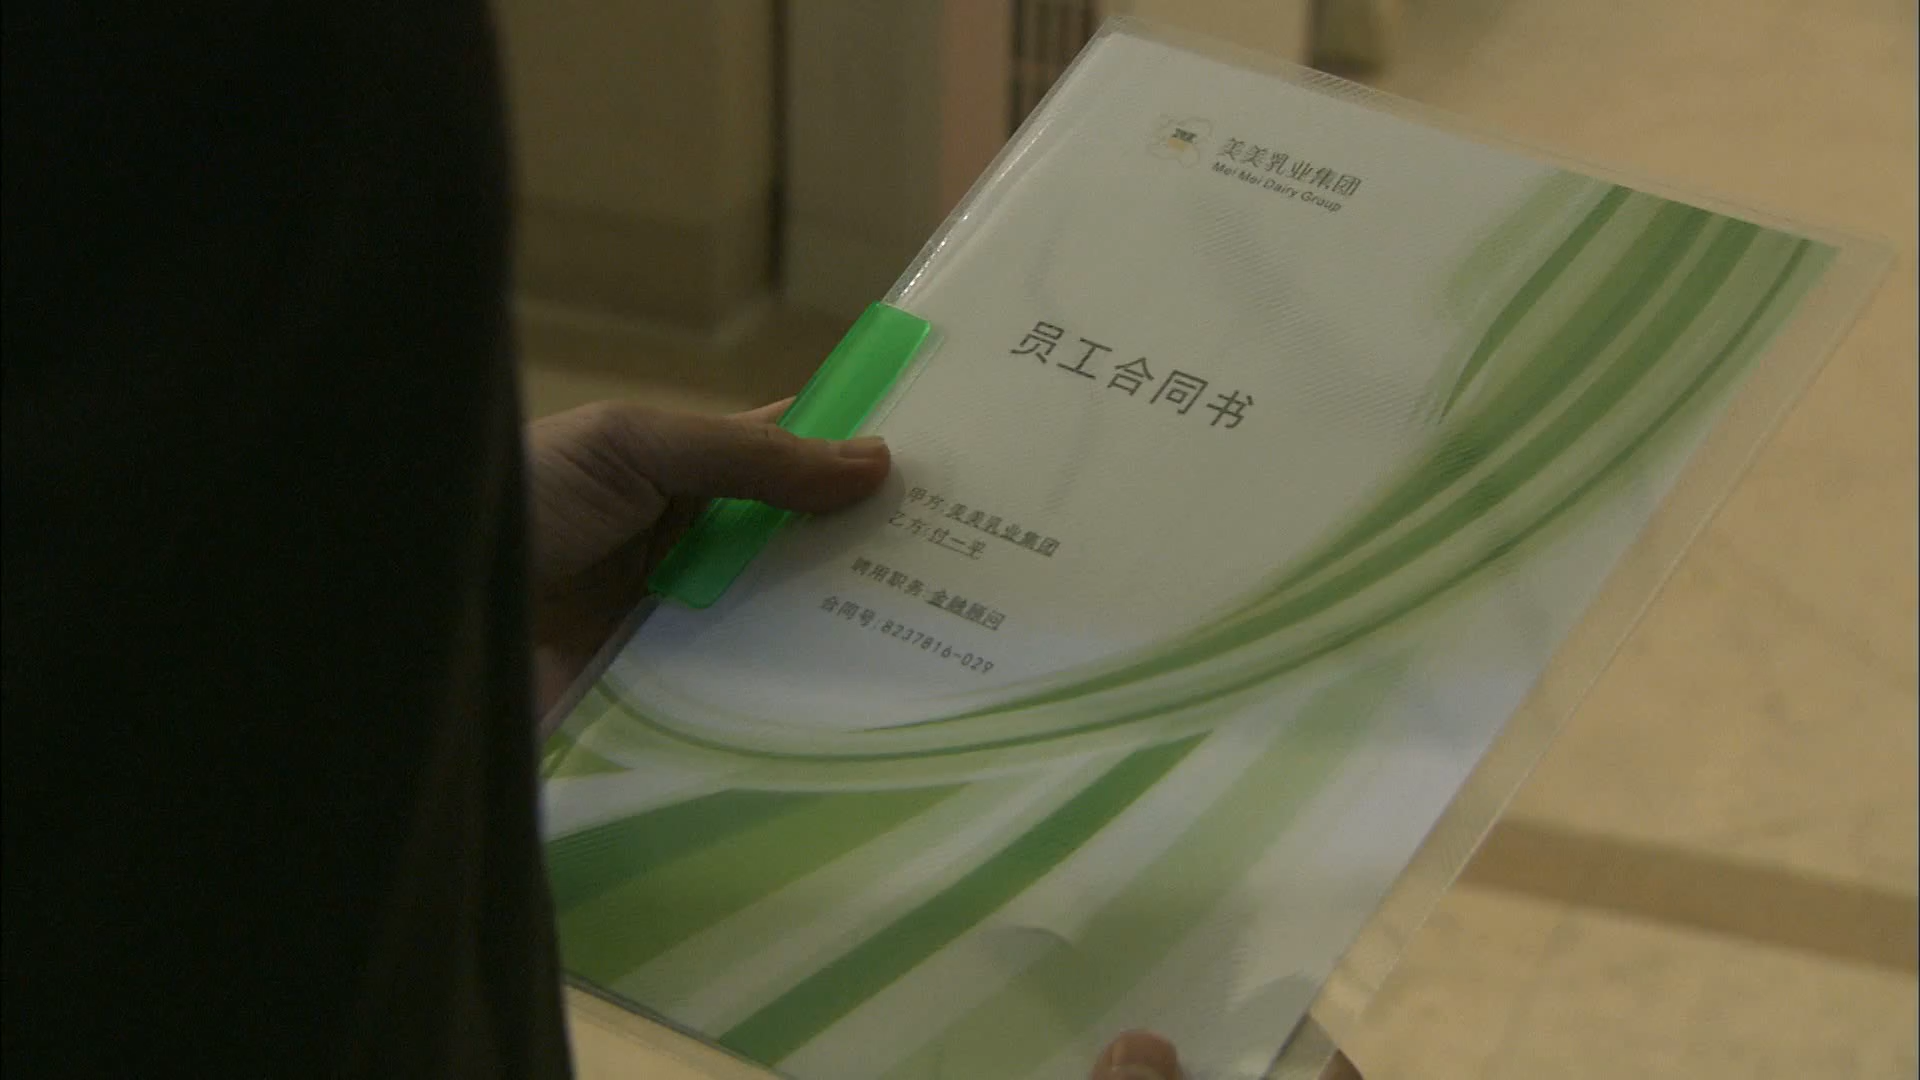 美美乳业集团
Mei Mei Dairy Group
员工合同书
甲方:美美乳业集团
乙方:付一平
聘用职务:金融顾问
合同号:8237816-029